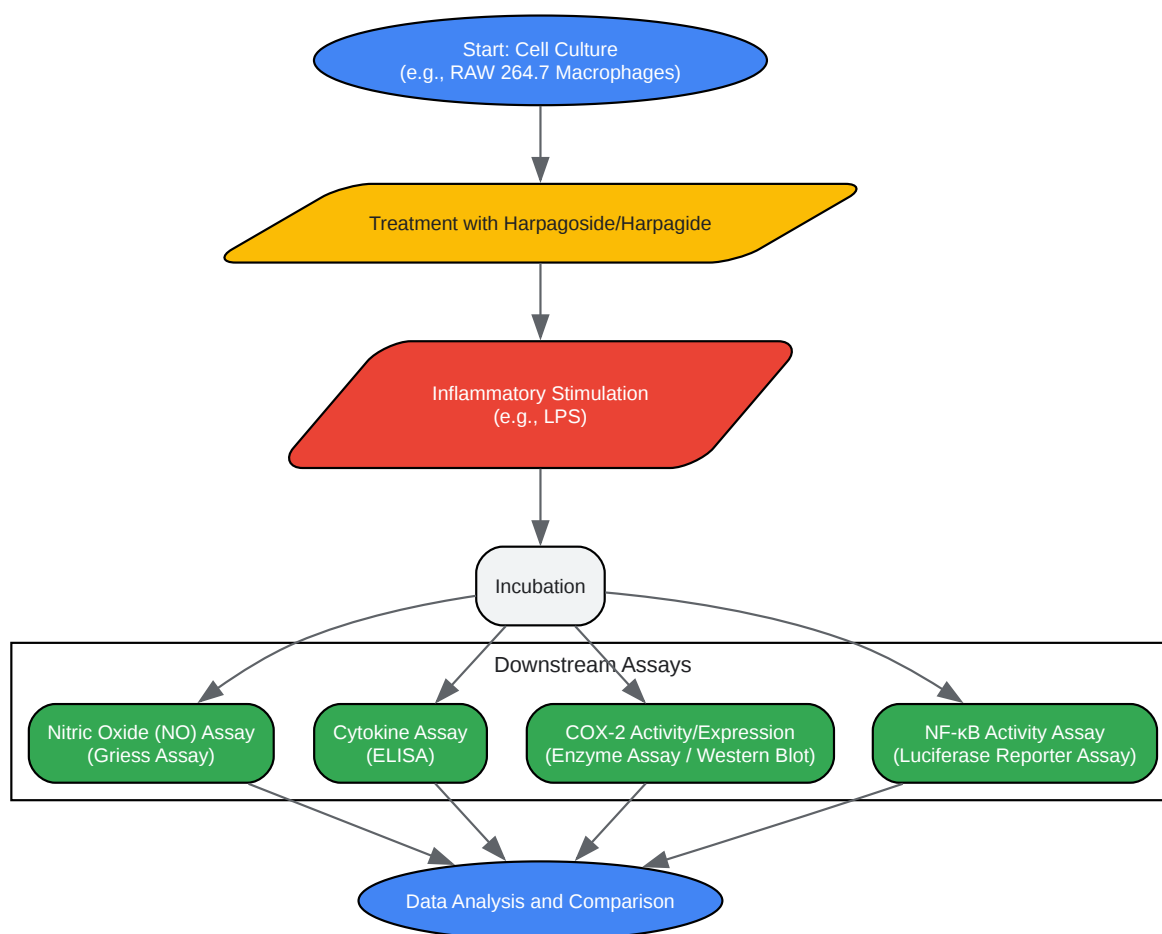 Start: Cell Culture
(e.g., RAW 264.7 Macrophages)
Treatment with Harpagoside/Harpagide
Inflammatory Stimulation
(e.g., LPS)
Incubation
Downstream Assays
Nitric Oxide (NO) Assay
(Griess Assay)
Cytokine Assay
(ELISA)
COX-2 Activity/Expression
(Enzyme Assay / Western Blot)
NF-κB Activity Assay
(Luciferase Reporter Assay)
Data Analysis and Comparison